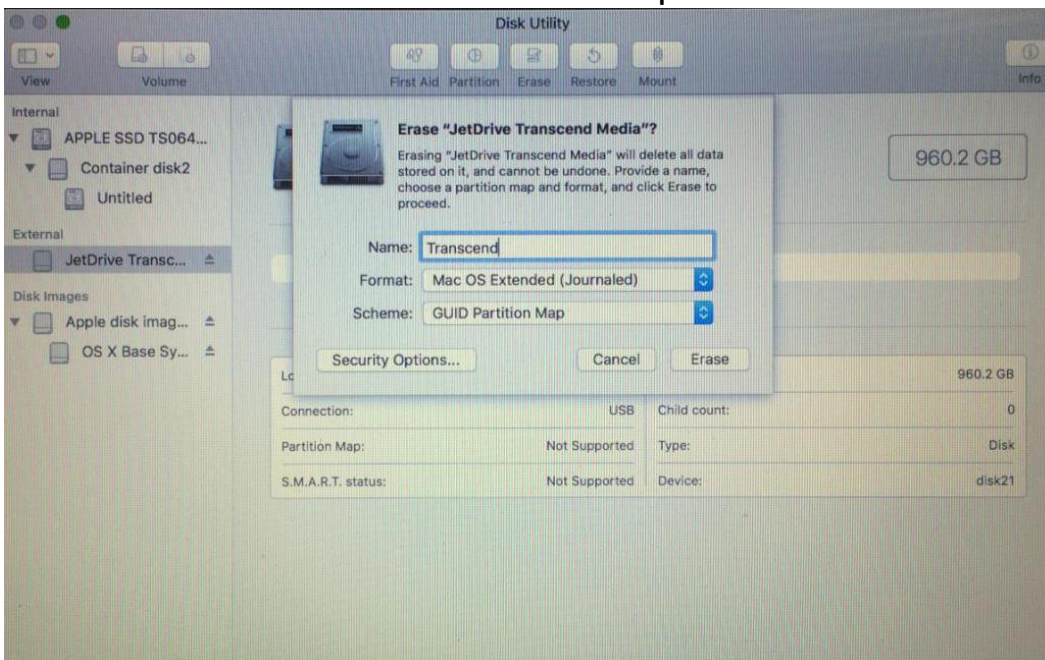 Disk Utility
View
Volume
First Aid
Partition
Erase
Restore
Mount
Info
Internal
APPLE SSD TS064...
Container disk2
Untitled
External
JetDrive Transc...
Disk Images
Apple disk imag...
OS X Base Sy...
Erase "JetDrive Transcend Media"?
Erasing "JetDrive Transcend Media" will delete all data
stored on it, and cannot be undone. Provide a name,
choose a partition map and format, and click Erase to
proceed.
Name: Transcend
Format: Mac OS Extended (Journaled)
Scheme: GUID Partition Map
Security Options...
Cancel
Erase
960.2 GB
Lo
960.2 GB
Connection: USB
Child count: 0
Partition Map: Not Supported
Type: Disk
S.M.A.R.T. status: Not Supported
Device: disk21